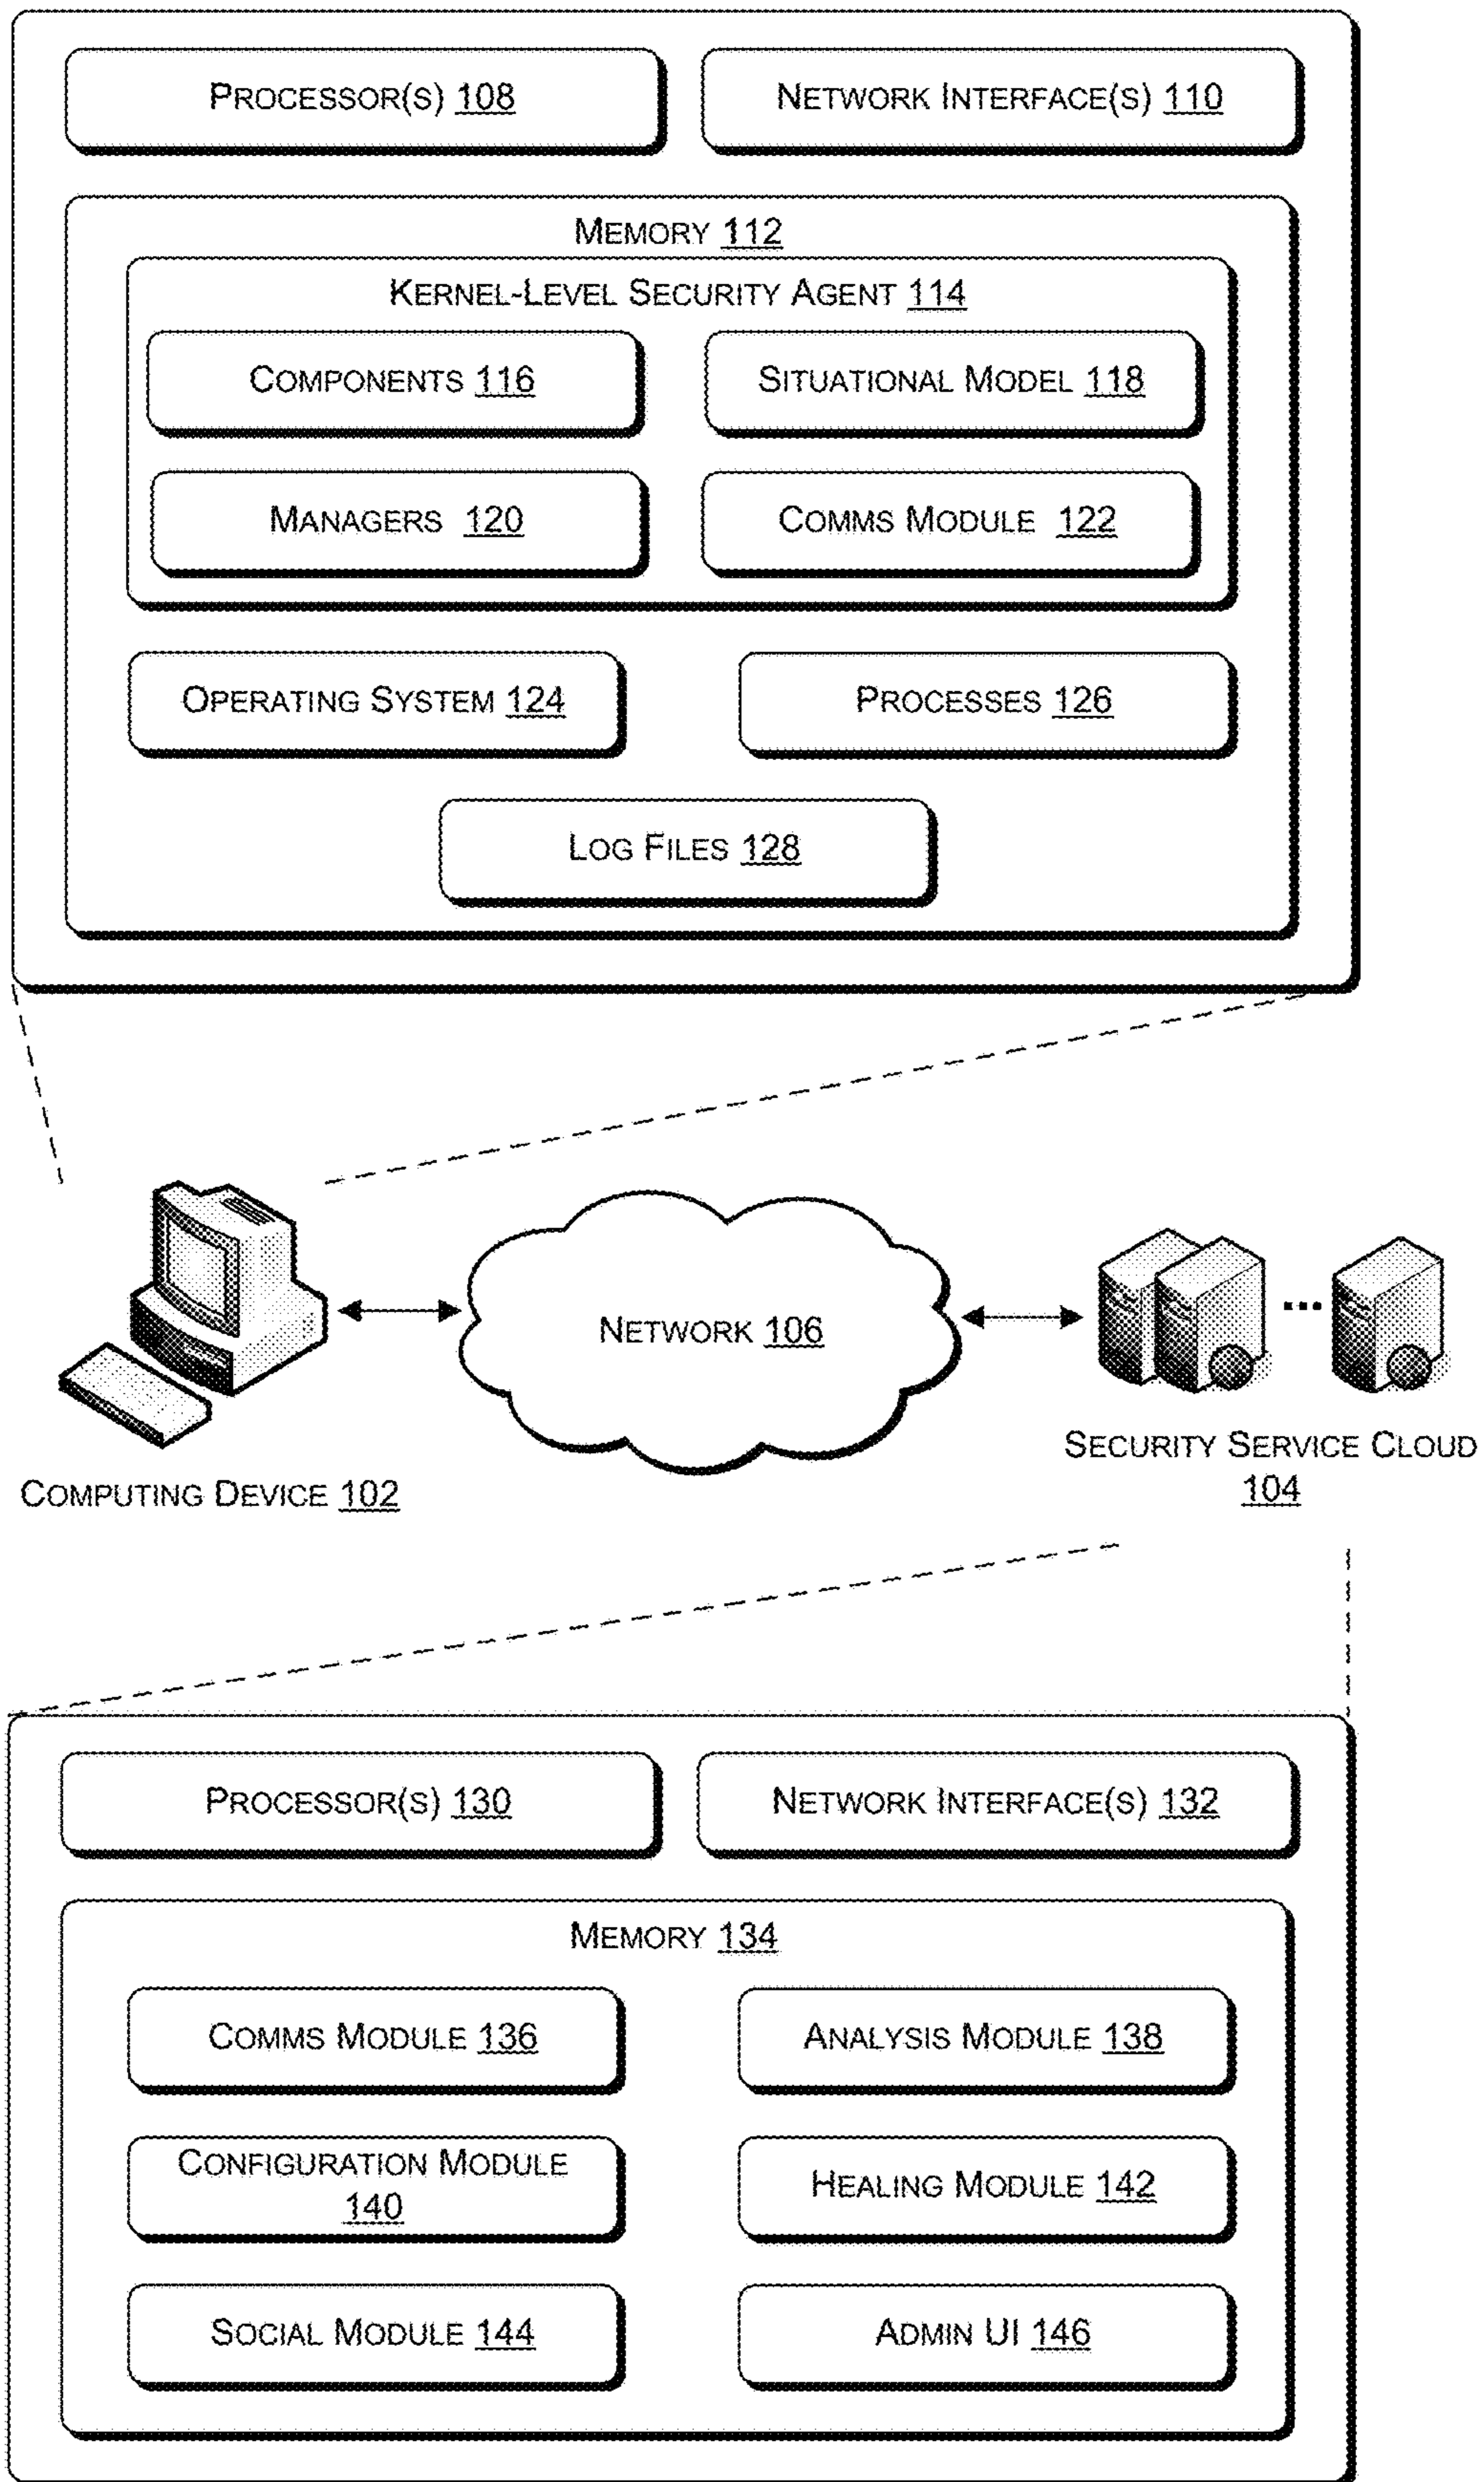 PROCESSOR(S) 108
NETWORK INTERFACE(S) 110
MEMORY 112
KERNEL-LEVEL SECURITY AGENT 114
COMPONENTS 116
SITUATIONAL MODEL 118
MANAGERS 120
COMMS MODULE 122
OPERATING SYSTEM 124
PROCESSES 126
LOG FILES 128
NETWORK 106
COMPUTING DEVICE 102
SECURITY SERVICE CLOUD
104
PROCESSOR(S) 130
NETWORK INTERFACE(S) 132
MEMORY 134
COMMS MODULE 136
ANALYSIS MODULE 138
CONFIGURATION MODULE
140
HEALING MODULE 142
SOCIAL MODULE 144
ADMIN UI 146